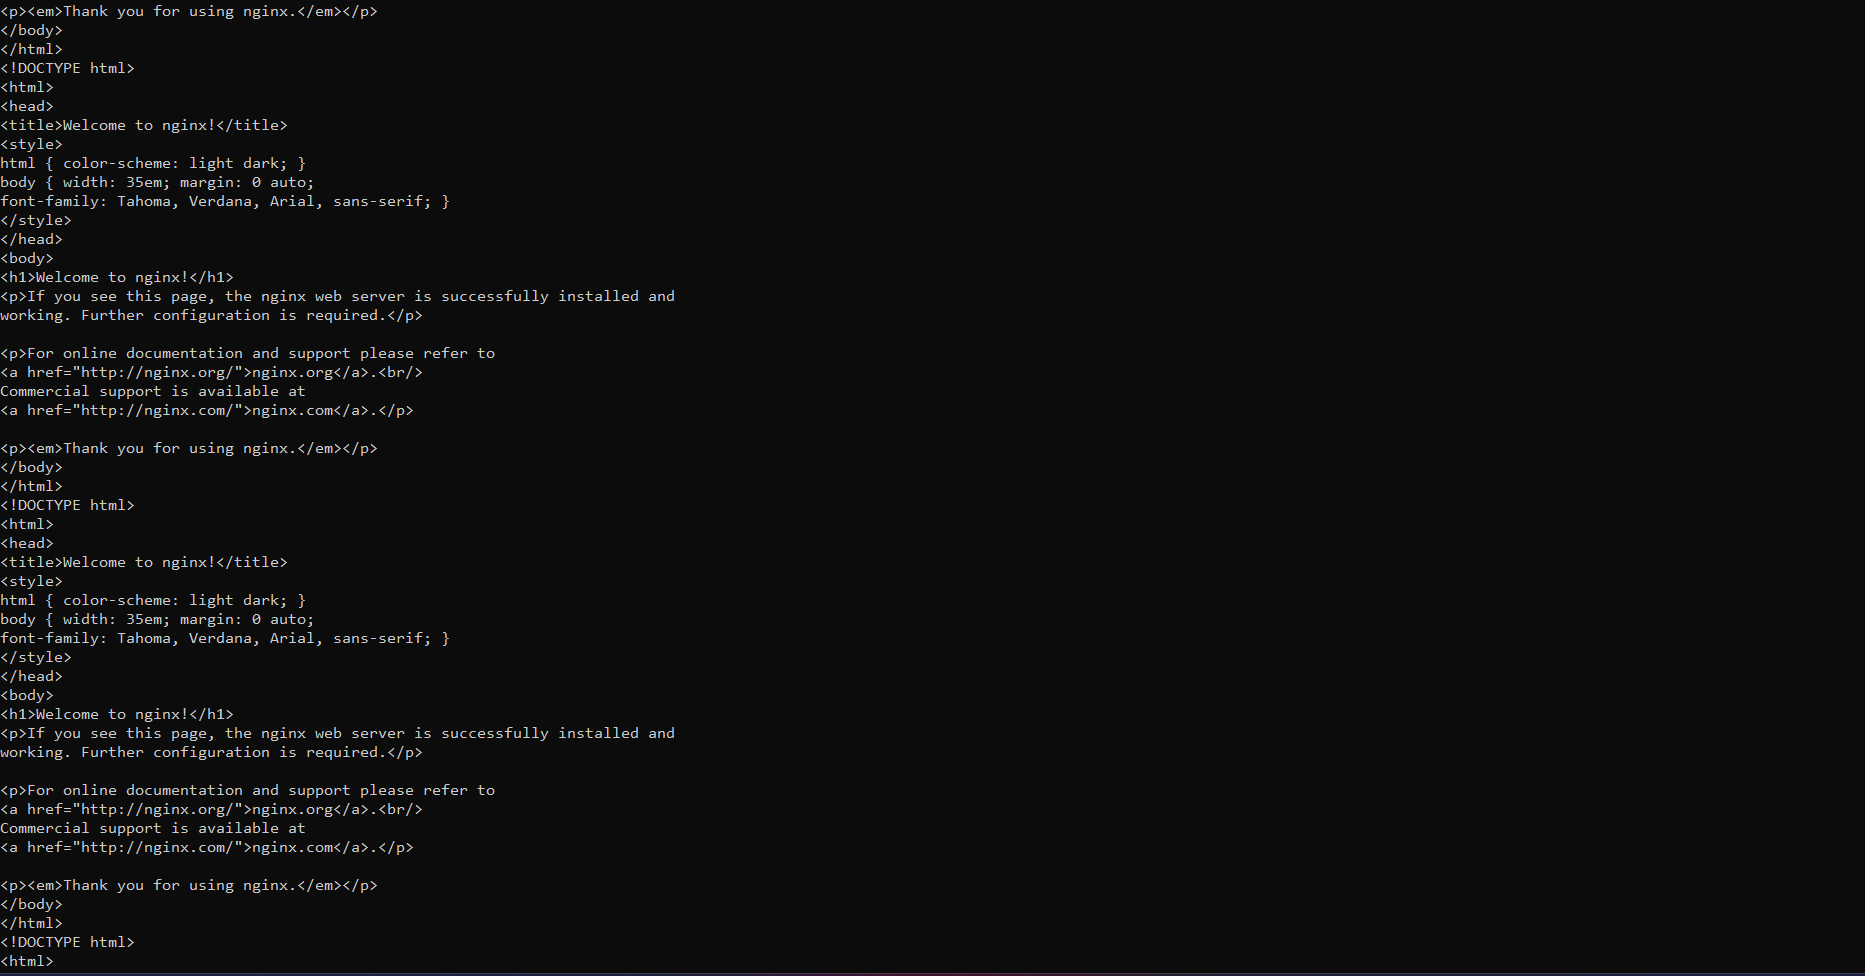 <p><em>Thank you for using nginx.</em></p>
</body>
</html>
<!DOCTYPE html>
<html>
<head>
<title>Welcome to nginx!</title>
<style>
html { color-scheme: light dark; }
body { width: 35em; margin: 0 auto;
font-family: Tahoma, Verdana, Arial, sans-serif; }
</style>
</head>
<body>
<h1>Welcome to nginx!</h1>
<p>If you see this page, the nginx web server is successfully installed and
working. Further configuration is required.</p>

<p>For online documentation and support please refer to
<a href="http://nginx.org/">nginx.org</a>.<br/>
Commercial support is available at
<a href="http://nginx.com/">nginx.com</a>.</p>

<p><em>Thank you for using nginx.</em></p>
</body>
</html>
<!DOCTYPE html>
<html>
<head>
<title>Welcome to nginx!</title>
<style>
html { color-scheme: light dark; }
body { width: 35em; margin: 0 auto;
font-family: Tahoma, Verdana, Arial, sans-serif; }
</style>
</head>
<body>
<h1>Welcome to nginx!</h1>
<p>If you see this page, the nginx web server is successfully installed and
working. Further configuration is required.</p>

<p>For online documentation and support please refer to
<a href="http://nginx.org/">nginx.org</a>.<br/>
Commercial support is available at
<a href="http://nginx.com/">nginx.com</a>.</p>

<p><em>Thank you for using nginx.</em></p>
</body>
</html>
<!DOCTYPE html>
<html>